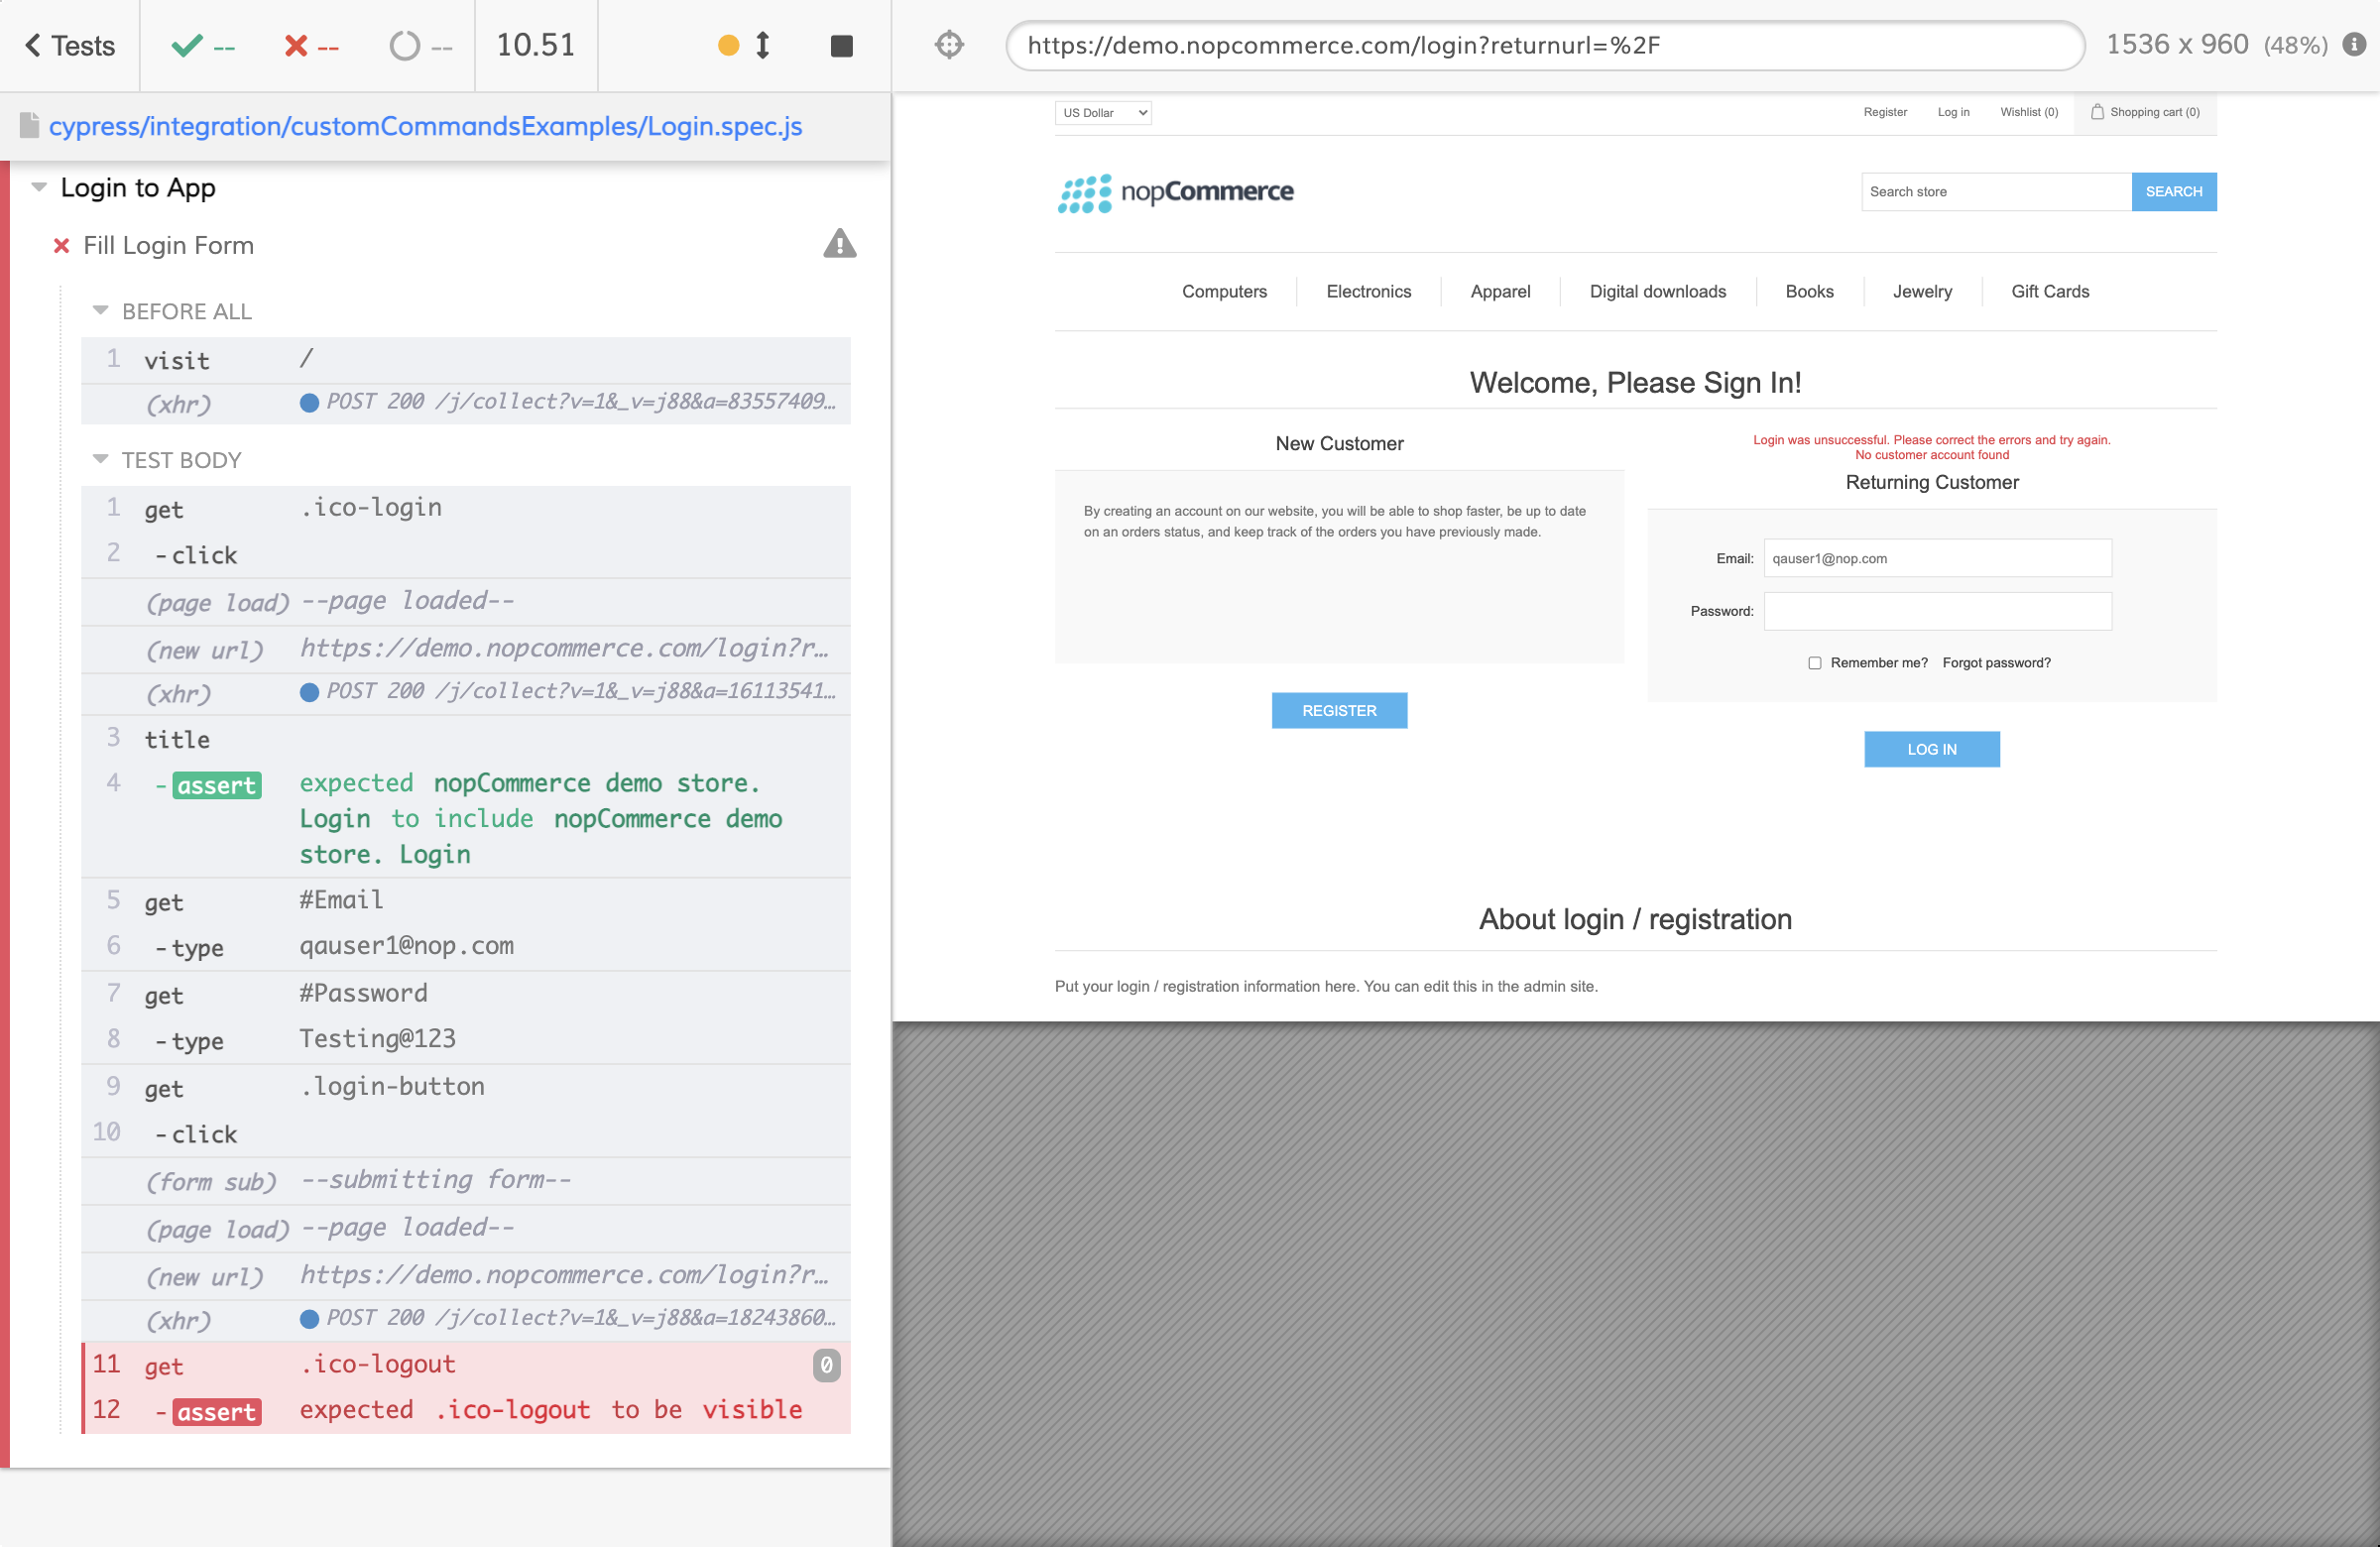 Tests
--
--
--
10.51
https://demo.nopcommerce.com/login?returnurl=%2F
1536 x 960 (48%)
cypress/integration/customCommandsExamples/Login.spec.js
Login to App
Fill Login Form
BEFORE ALL
1 visit /
(xhr) POST 200 /j/collect?v=1&_v=j88&a=83557409…
TEST BODY
1 get .ico-login
2 -click
(page load) --page loaded--
(new url) https://demo.nopcommerce.com/login?r…
(xhr) POST 200 /j/collect?v=1&_v=j88&a=16113541…
3 title
4 -assert expected nopCommerce demo store.
Login to include nopCommerce demo
store. Login
5 get #Email
6 -type qauser1@nop.com
7 get #Password
8 -type Testing@123
9 get .login-button
10 -click
(form sub) --submitting form--
(page load) --page loaded--
(new url) https://demo.nopcommerce.com/login?r…
(xhr) POST 200 /j/collect?v=1&_v=j88&a=18243860…
11 get .ico-logout 0
12 -assert expected .ico-logout to be visible
US Dollar
Register Log in Wishlist (0) Shopping cart (0)
nopCommerce
Search store SEARCH
Computers Electronics Apparel Digital downloads Books Jewelry Gift Cards
Welcome, Please Sign In!
New Customer
By creating an account on our website, you will be able to shop faster, be up to date
on an orders status, and keep track of the orders you have previously made.
REGISTER
Login was unsuccessful. Please correct the errors and try again.
No customer account found
Returning Customer
Email: qauser1@nop.com
Password:
Remember me? Forgot password?
LOG IN
About login / registration
Put your login / registration information here. You can edit this in the admin site.